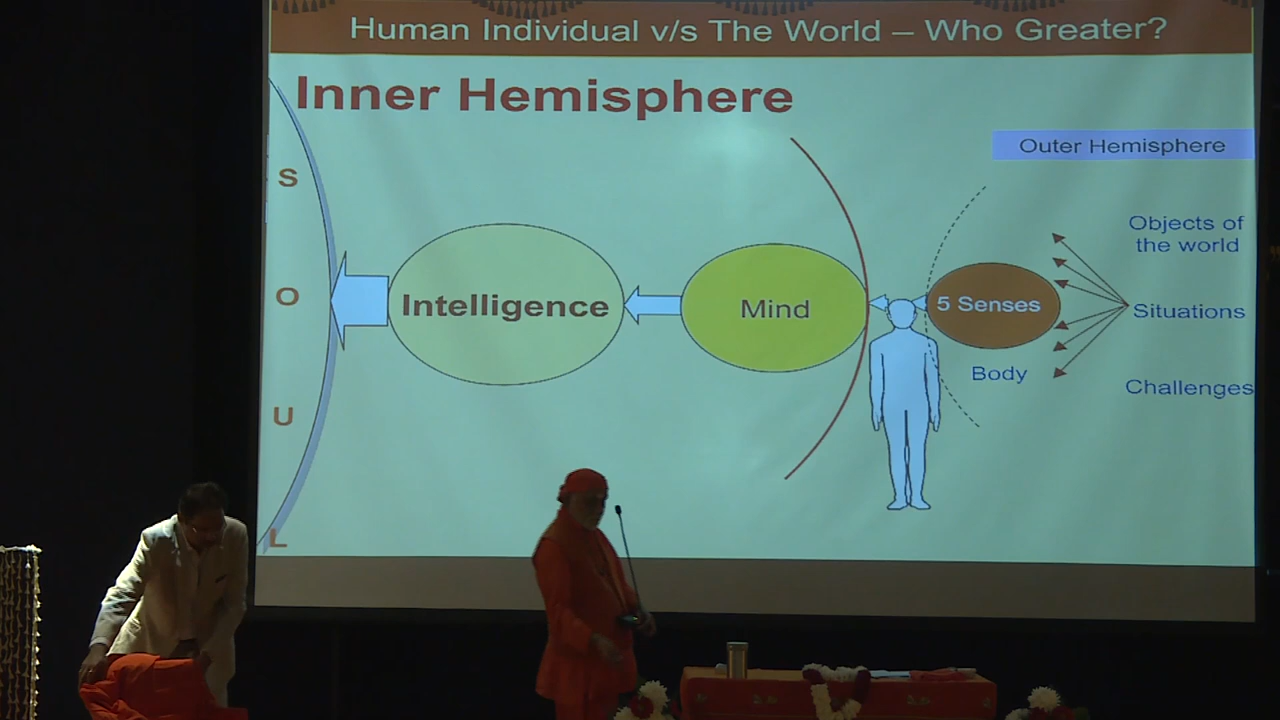 Human Individual v/s The World – Who Greater?
Inner Hemisphere
Outer Hemisphere
S
O
U
L
Intelligence
Mind
5 Senses
Body
Objects of
the world
Situations
Challenges